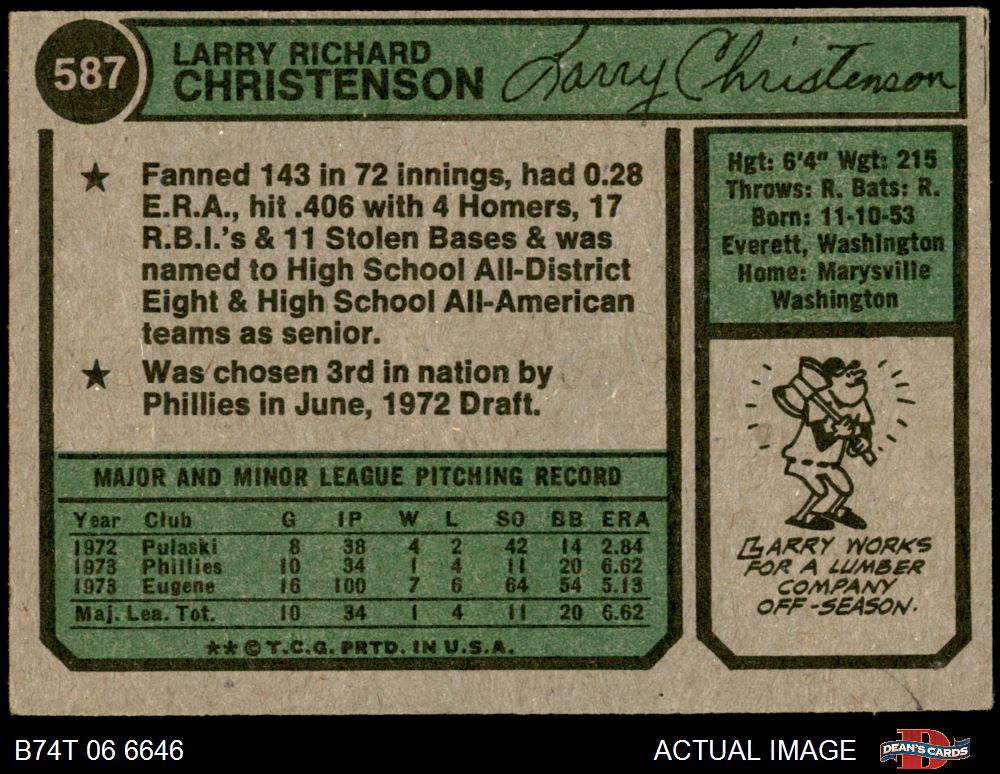 587
LARRY RICHARD
CHRISTENSON
Larry Christenson
★ Fanned 143 in 72 innings, had 0.28
E.R.A., hit .406 with 4 Homers, 17
R.B.I.'s & 11 Stolen Bases & was
named to High School All-District
Eight & High School All-American
teams as senior.
★ Was chosen 3rd in nation by
Phillies in June, 1972 Draft.
Hgt: 6'4" Wgt: 215
Throws: R. Bats: R.
Born: 11-10-53
Everett, Washington
Home: Marysville
Washington
LARRY WORKS
FOR A LUMBER
COMPANY
OFF-SEASON.
MAJOR AND MINOR LEAGUE PITCHING RECORD
Year Club G IP W L SO BB ERA
1972 Pulaski 8 38 4 2 42 14 2.84
1973 Phillies 10 34 1 4 11 20 6.62
1973 Eugene 16 100 7 6 64 54 5.13
Maj. Lea. Tot. 10 34 1 4 11 20 6.62
**©T.C.G. PRTD. IN U.S.A.
B74T 06 6646
ACTUAL IMAGE
DEAN'S CARDS